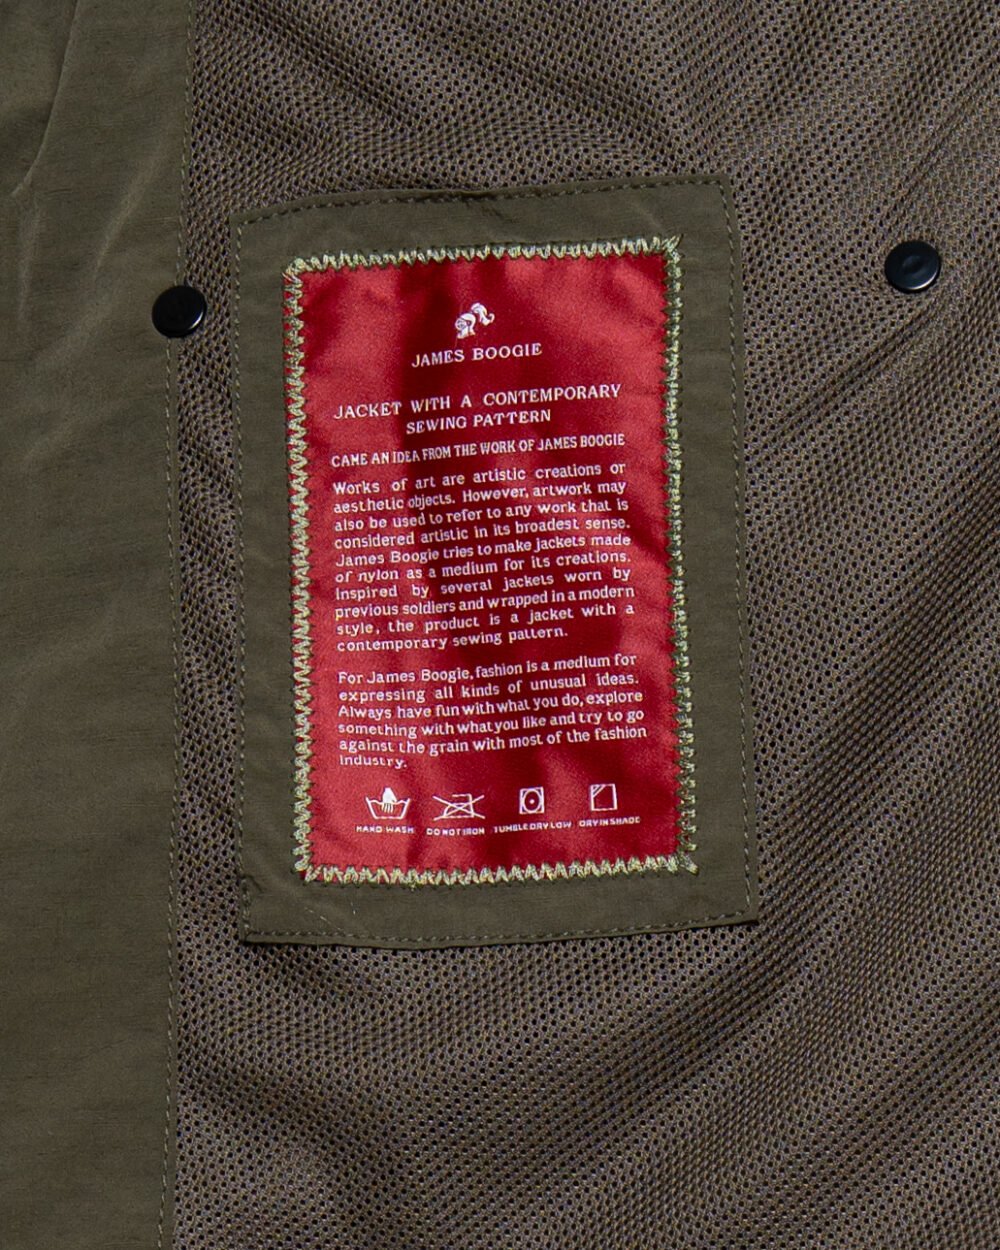 JAMES BOOGIE
JACKET WITH A CONTEMPORARY
SEWING PATTERN
CAME AN IDEA FROM THE WORK OF JAMES BOOGIE
Works of art are artistic creations or
aesthetic objects. However, artwork may
also be used to refer to any work that is
considered artistic in its broadest sense.
James Boogie tries to make jackets made
of nylon as a medium for its creations.
Inspired by several jackets worn by
previous soldiers and wrapped in a modern
style, the product is a jacket with a
contemporary sewing pattern.
For James Boogie, fashion is a medium for
expressing all kinds of unusual ideas.
Always have fun with what you do, explore
something with what you like and try to go
against the grain with most of the fashion
Industry.
HAND WASH DO NOT IRON TUMBLE DRY LOW DRY IN SHADE